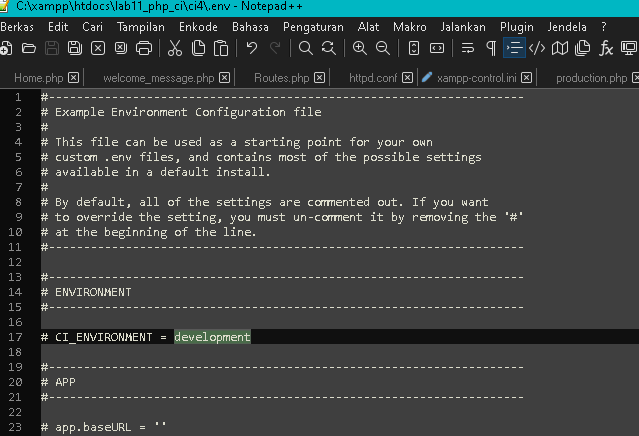 C:\xampp\htdocs\lab11_php_ci\ci4\.env - Notepad++
Berkas Edit Cari Tampilan Enkode Bahasa Pengaturan Alat Makro Jalankan Plugin Jendela ?
Home.php welcome_message.php Routes.php httpd.conf xampp-control.ini production.php
1 #---------------------------------------------------------------
2 # Example Environment Configuration file
3 #
4 # This file can be used as a starting point for your own
5 # custom .env files, and contains most of the possible settings
6 # available in a default install.
7 #
8 # By default, all of the settings are commented out. If you want
9 # to override the setting, you must un-comment it by removing the '#'
10 # at the beginning of the line.
11 #---------------------------------------------------------------
12
13 #---------------------------------------------------------------
14 # ENVIRONMENT
15 #---------------------------------------------------------------
16
17 # CI_ENVIRONMENT = development
18
19 #---------------------------------------------------------------
20 # APP
21 #---------------------------------------------------------------
22
23 # app.baseURL = ''